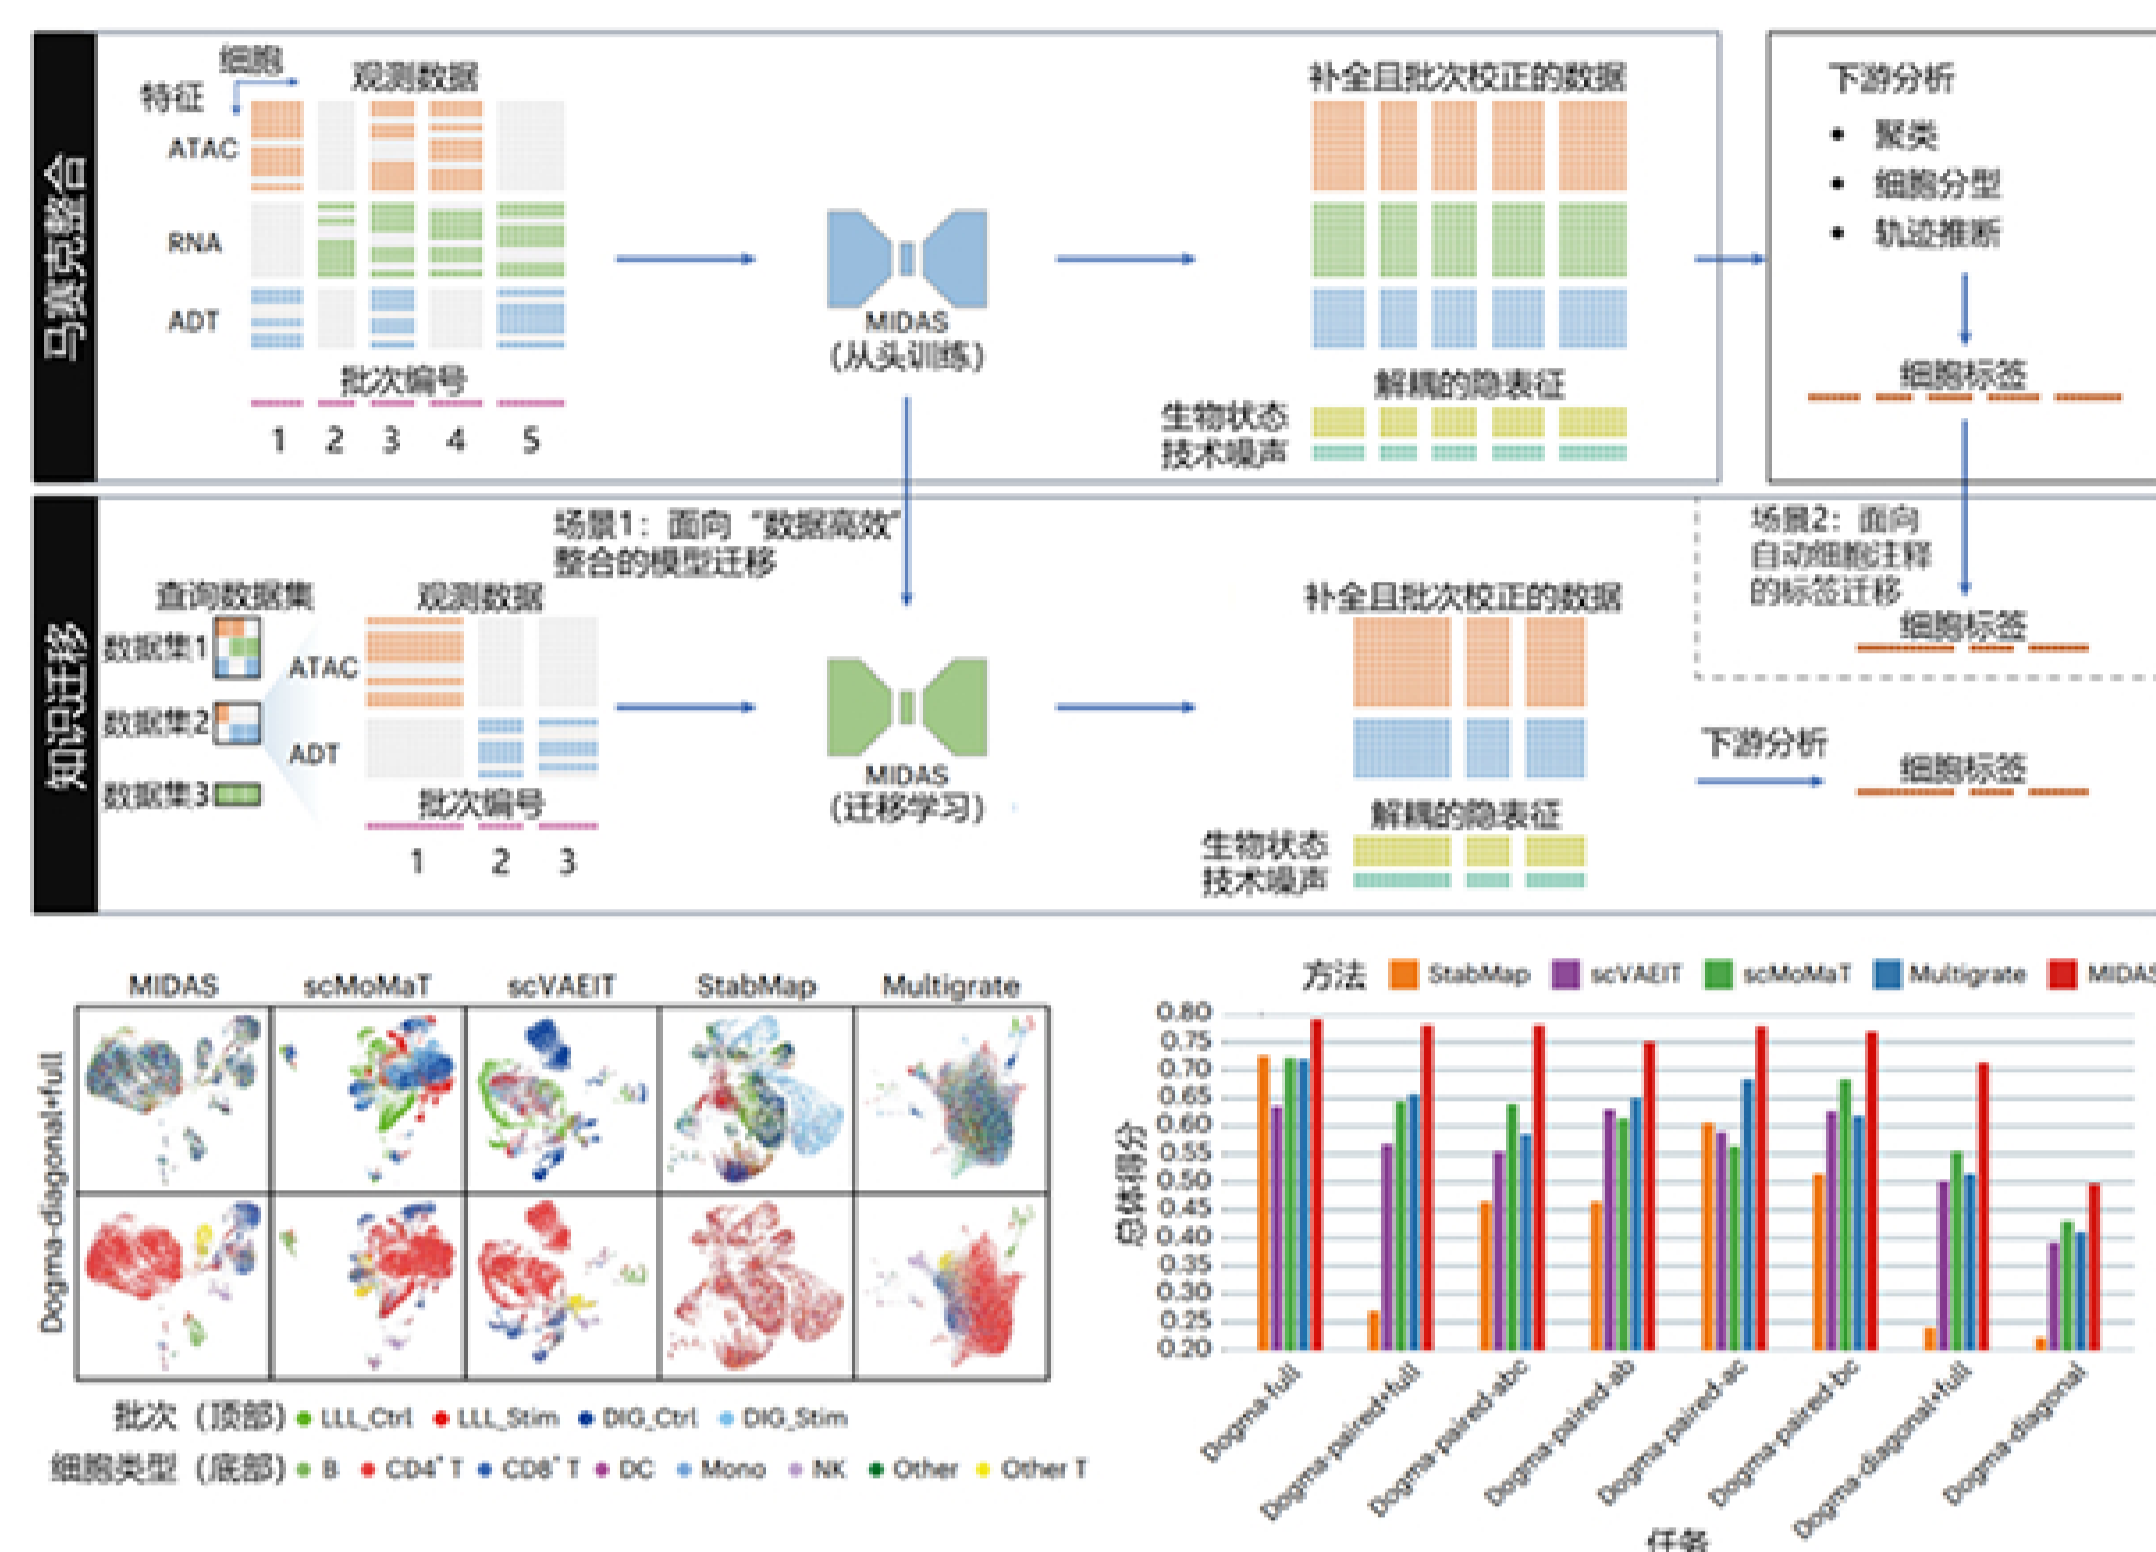 马赛克整合
细胞
特征
观测数据
ATAC
RNA
ADT
批次编号
1 2 3 4 5
MIDAS
(从头训练)
补全且批次校正的数据
解耦的隐表征
生物状态
技术噪声
下游分析
• 聚类
• 细胞分型
• 轨迹推断
细胞标签
知识迁移
场景1：面向“数据高效”
整合的模型迁移
查询数据集
数据集1
数据集2
数据集3
观测数据
ATAC
ADT
批次编号
1 2 3
MIDAS
(迁移学习)
补全且批次校正的数据
解耦的隐表征
生物状态
技术噪声
场景2：面向
自动细胞注释
的标签迁移
细胞标签
下游分析
细胞标签
MIDAS scMoMaT scVAEIT StabMap Multigrate
Dogma-diagonal+full
批次（顶部） LLL_Ctrl LLL_Stim DIG_Ctrl DIG_Stim
细胞类型（底部） B CD4⁺ T CD8⁺ T DC Mono NK Other Other T
方法 StabMap scVAEIT scMoMaT Multigrate MIDAS
总体得分
0.80
0.75
0.70
0.65
0.60
0.55
0.50
0.45
0.40
0.35
0.30
0.25
0.20
Dogma-full
Dogma-paired+full
Dogma-paired-abc
Dogma-paired-ab
Dogma-paired-ac
Dogma-paired-bc
Dogma-diagonal+full
Dogma-diagonal
任务